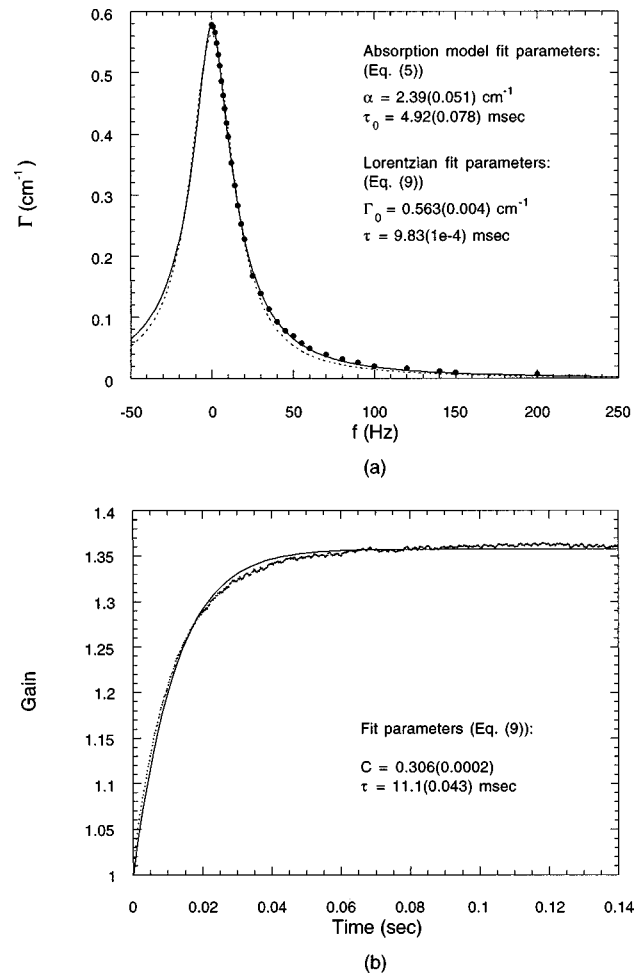 0.6
0.5
0.4
0.3
0.2
0.1
0
Γ (cm⁻¹)
Absorption model fit parameters:
(Eq. (5))
α = 2.39(0.051) cm⁻¹
τ₀ = 4.92(0.078) msec
Lorentzian fit parameters:
(Eq. (9))
Γ₀ = 0.563(0.004) cm⁻¹
τ = 9.83(1e-4) msec
-50 0 50 100 150 200 250
f (Hz)
(a)
1.4
1.35
1.3
1.25
1.2
1.15
1.1
1.05
1
Gain
Fit parameters (Eq. (9)):
C = 0.306(0.0002)
τ = 11.1(0.043) msec
0 0.02 0.04 0.06 0.08 0.1 0.12 0.14
Time (sec)
(b)